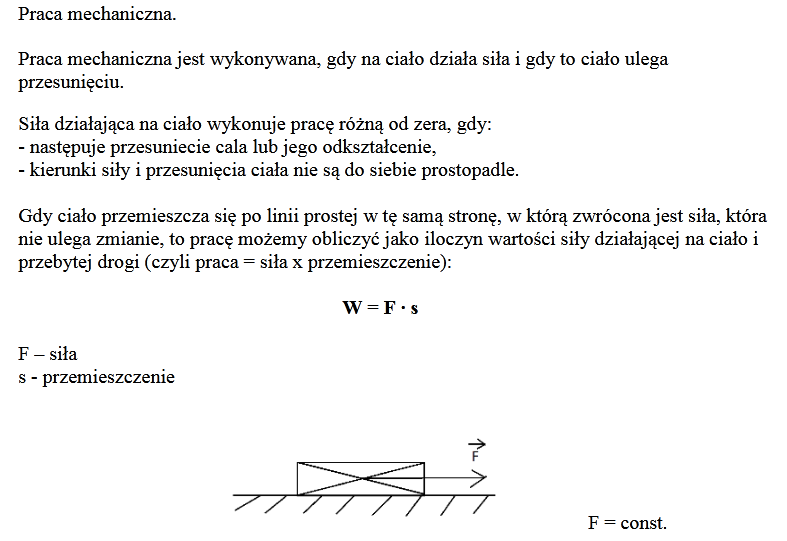 Praca mechaniczna.
Praca mechaniczna jest wykonywana, gdy na ciało działa siła i gdy to ciało ulega
przesunięciu.
Siła działająca na ciało wykonuje pracę różną od zera, gdy:
- następuje przesuniecie cala lub jego odkształcenie,
- kierunki siły i przesunięcia ciała nie są do siebie prostopadle.
Gdy ciało przemieszcza się po linii prostej w tę samą stronę, w którą zwrócona jest siła, która
nie ulega zmianie, to pracę możemy obliczyć jako iloczyn wartości siły działającej na ciało i
przebytej drogi (czyli praca = siła x przemieszczenie):
W = F · s
F – siła
s - przemieszczenie
F
F = const.